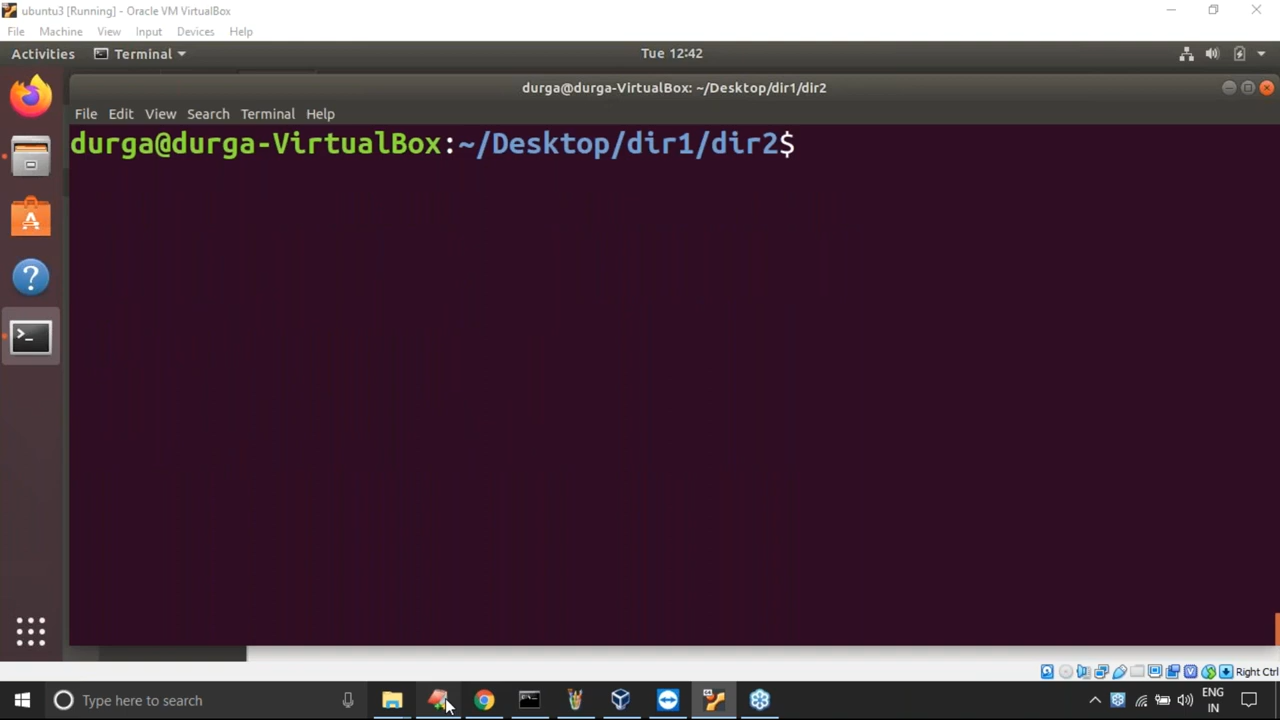 ubuntu3 [Running] - Oracle VM VirtualBox
File Machine View Input Devices Help
Activities Terminal Tue 12:42
durga@durga-VirtualBox: ~/Desktop/dir1/dir2
File Edit View Search Terminal Help
durga@durga-VirtualBox:~/Desktop/dir1/dir2$
Right Ctrl
Type here to search
ENG
IN